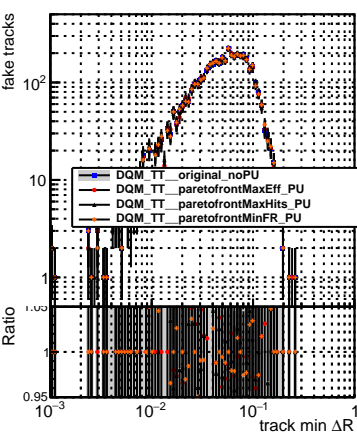 fake tracks
10²
10
1
DQM_TT__original_noPU
DQM_TT__paretofrontMaxEff_PU
DQM_TT__paretofrontMaxHits_PU
DQM_TT__paretofrontMinFR_PU
Ratio
1.05
1
0.95
10⁻³ 10⁻² 10⁻¹ 1
track min ΔR